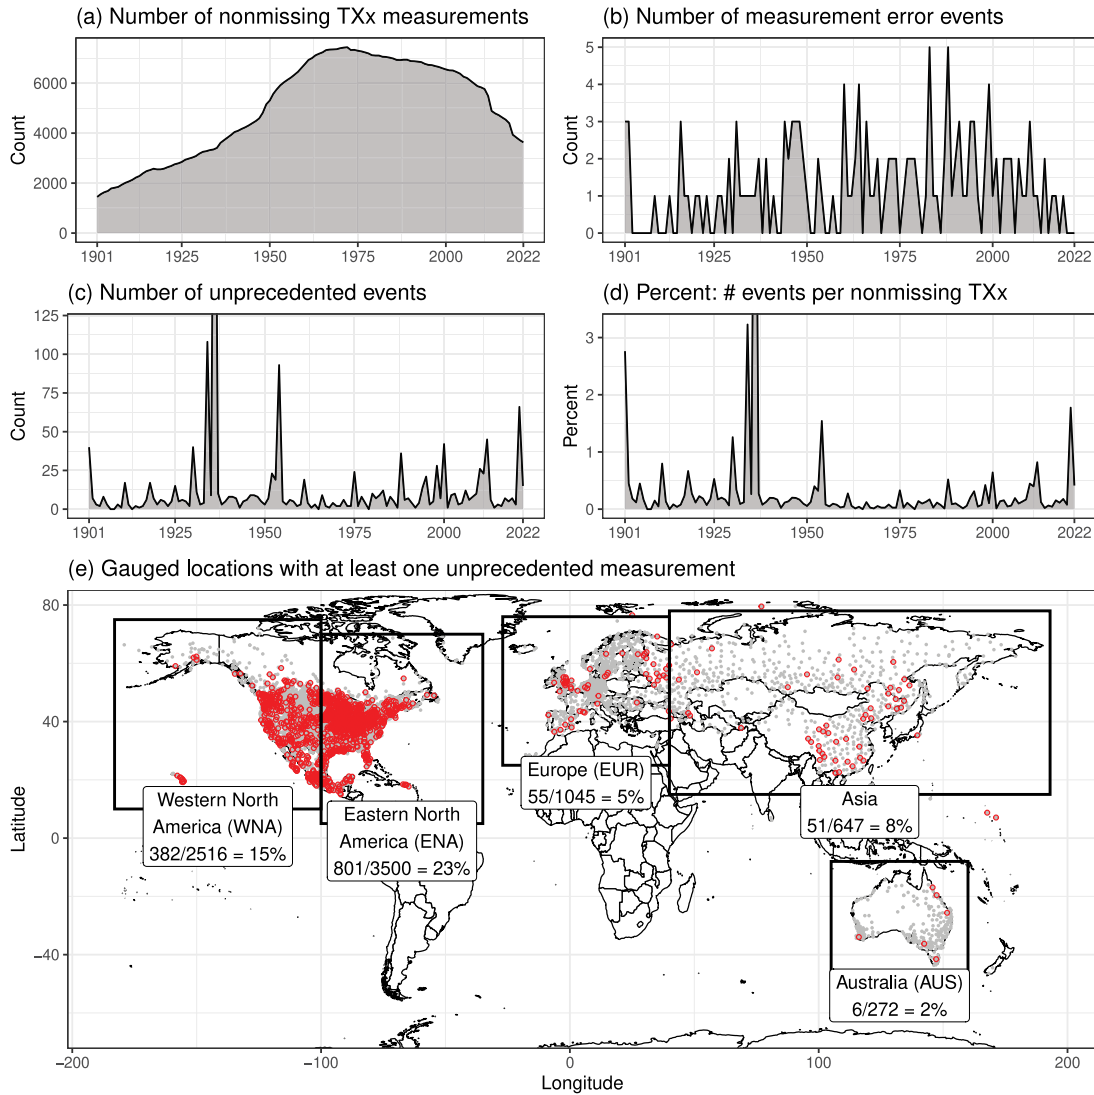 (a) Number of nonmissing TXx measurements
Count
6000
4000
2000
0
1901
1925
1950
1975
2000
2022
(b) Number of measurement error events
Count
5
4
3
2
1
0
1901
1925
1950
1975
2000
2022
(c) Number of unprecedented events
Count
125
100
75
50
25
0
1901
1925
1950
1975
2000
2022
(d) Percent: # events per nonmissing TXx
Percent
3
2
1
0
1901
1925
1950
1975
2000
2022
(e) Gauged locations with at least one unprecedented measurement
Latitude
80
40
0
−40
Western North
America (WNA)
382/2516 = 15%
Eastern North
America (ENA)
801/3500 = 23%
Europe (EUR)
55/1045 = 5%
Asia
51/647 = 8%
Australia (AUS)
6/272 = 2%
−200
−100
0
100
200
Longitude